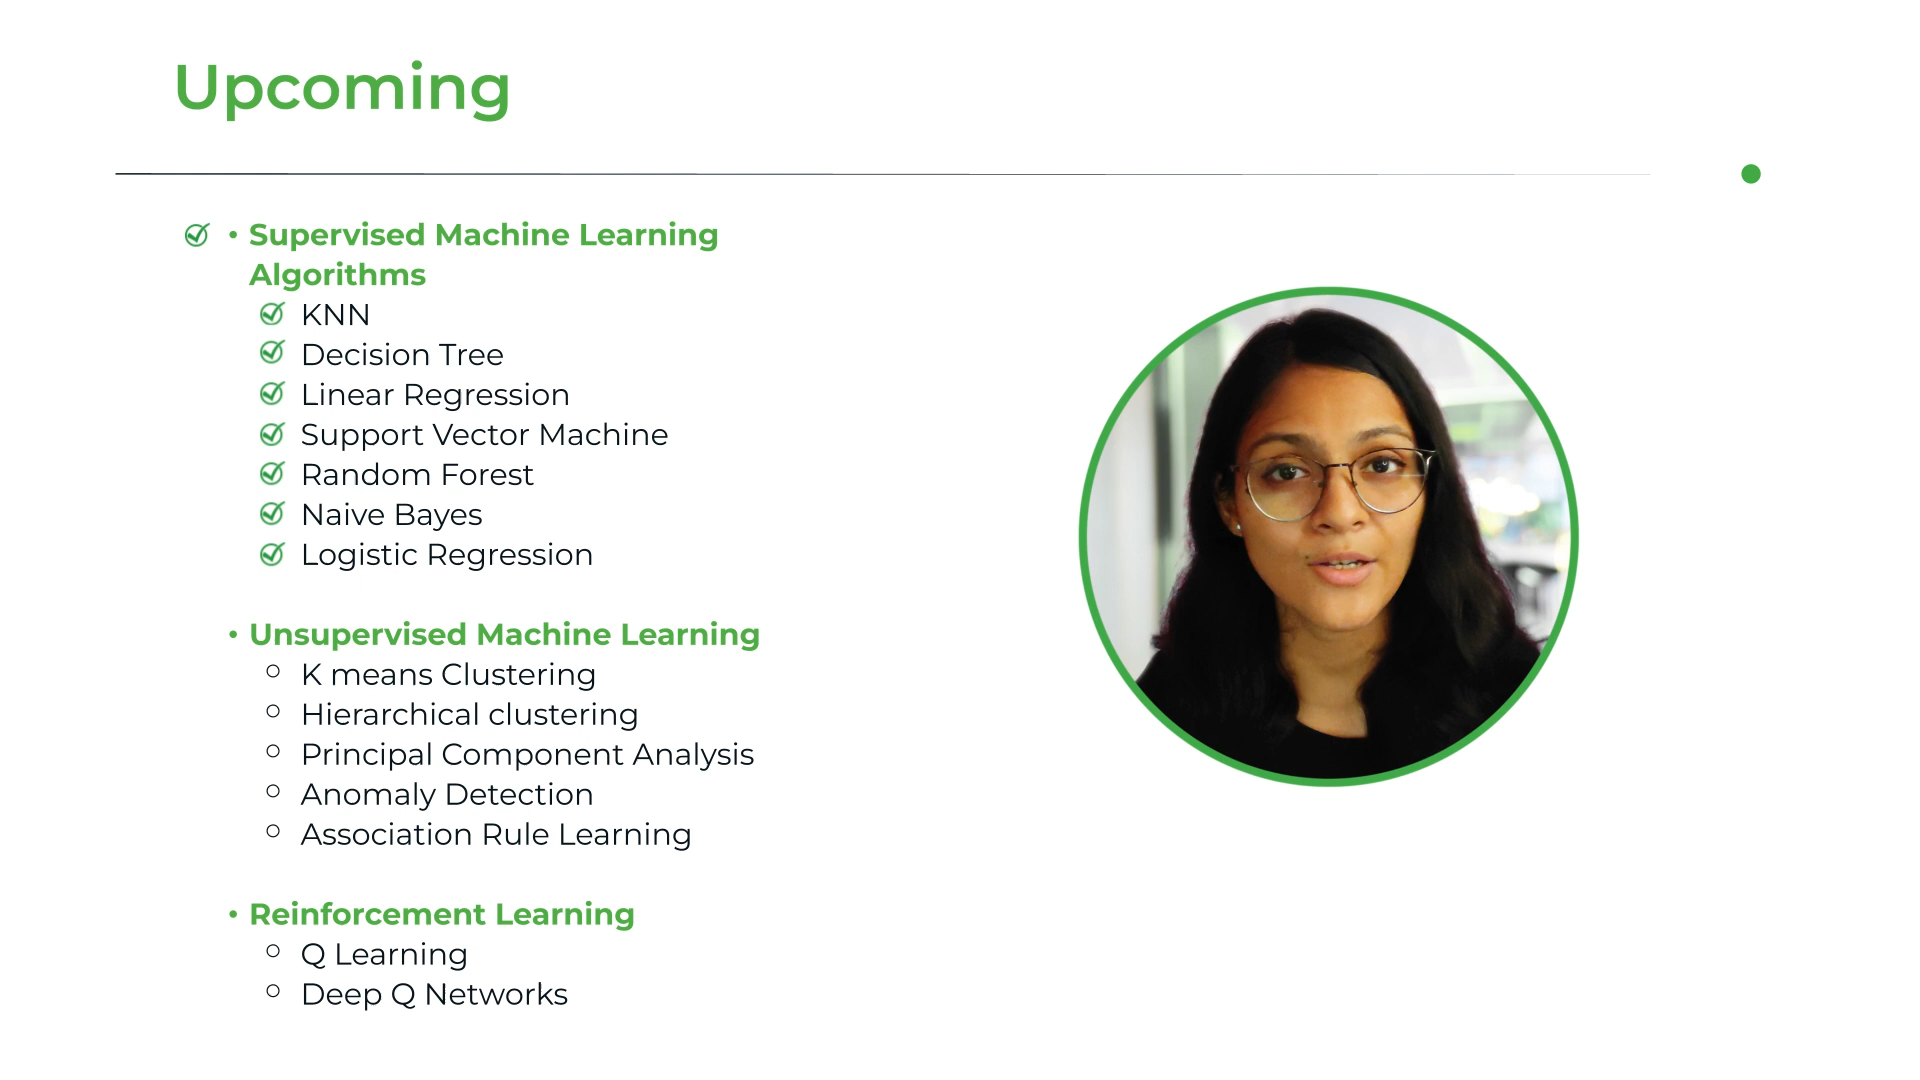 Upcoming
• Supervised Machine Learning
Algorithms
KNN
Decision Tree
Linear Regression
Support Vector Machine
Random Forest
Naive Bayes
Logistic Regression
• Unsupervised Machine Learning
○ K means Clustering
○ Hierarchical clustering
○ Principal Component Analysis
○ Anomaly Detection
○ Association Rule Learning
• Reinforcement Learning
○ Q Learning
○ Deep Q Networks